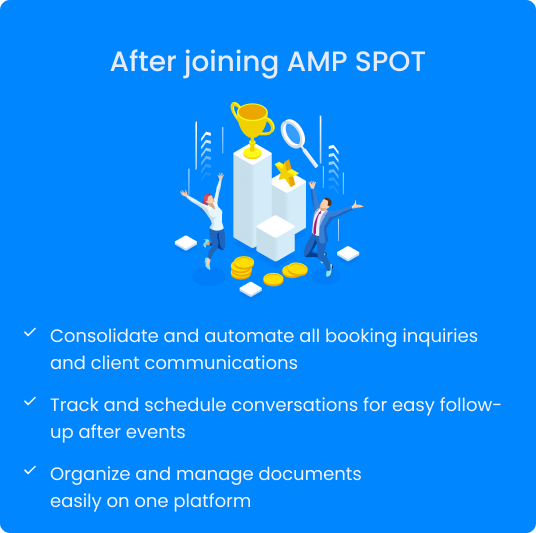 After joining AMP SPOT
Consolidate and automate all booking inquiries
and client communications
Track and schedule conversations for easy follow-
up after events
Organize and manage documents
easily on one platform